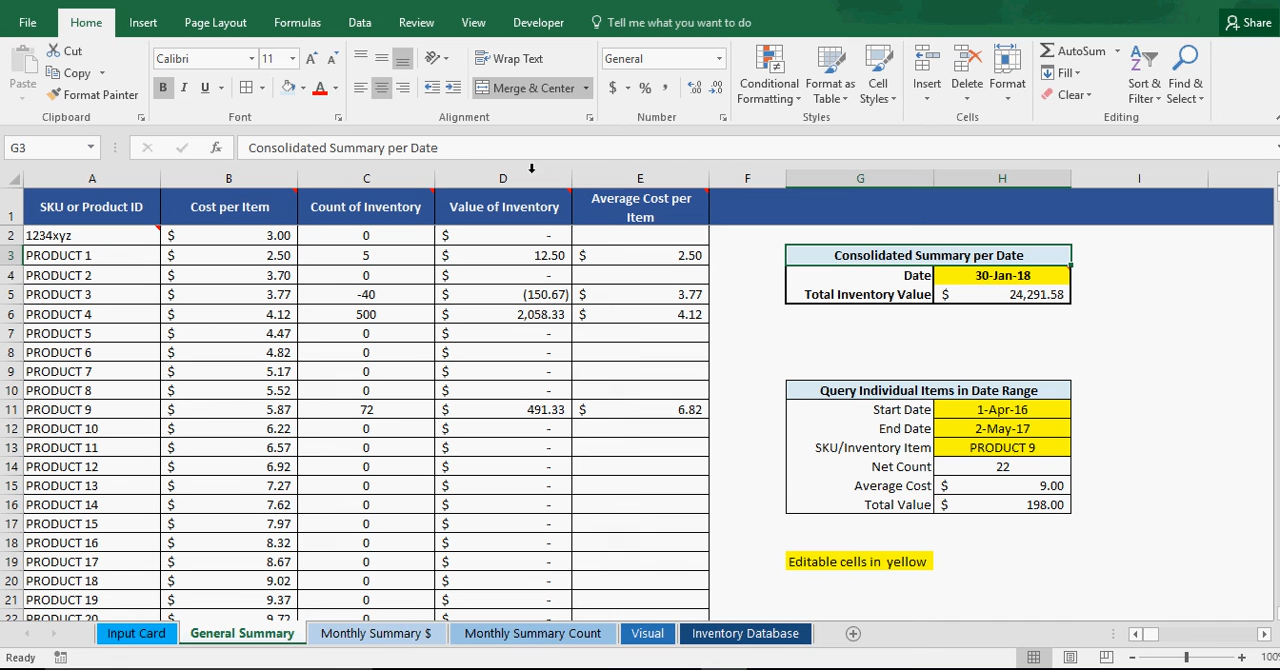 File Home Insert Page Layout Formulas Data Review View Developer Tell me what you want to do Share
Paste Cut Copy Format Painter Clipboard
Calibri 11 A A B I U A Font
Wrap Text Merge & Center Alignment
General $ % , Number
Conditional Formatting Format as Table Cell Styles Styles
Insert Delete Format Cells
AutoSum Fill Clear Sort & Filter Find & Select Editing
G3 fx Consolidated Summary per Date
A B C D E F G H I
1 SKU or Product ID Cost per Item Count of Inventory Value of Inventory Average Cost per Item
2 1234xyz $ 3.00 0 $ -
3 PRODUCT 1 $ 2.50 5 $ 12.50 $ 2.50 Consolidated Summary per Date
4 PRODUCT 2 $ 3.70 0 $ - Date 30-Jan-18
5 PRODUCT 3 $ 3.77 -40 $ (150.67) $ 3.77 Total Inventory Value $ 24,291.58
6 PRODUCT 4 $ 4.12 500 $ 2,058.33 $ 4.12
7 PRODUCT 5 $ 4.47 0 $ -
8 PRODUCT 6 $ 4.82 0 $ -
9 PRODUCT 7 $ 5.17 0 $ -
10 PRODUCT 8 $ 5.52 0 $ - Query Individual Items in Date Range
11 PRODUCT 9 $ 5.87 72 $ 491.33 $ 6.82 Start Date 1-Apr-16
12 PRODUCT 10 $ 6.22 0 $ - End Date 2-May-17
13 PRODUCT 11 $ 6.57 0 $ - SKU/Inventory Item PRODUCT 9
14 PRODUCT 12 $ 6.92 0 $ - Net Count 22
15 PRODUCT 13 $ 7.27 0 $ - Average Cost $ 9.00
16 PRODUCT 14 $ 7.62 0 $ - Total Value $ 198.00
17 PRODUCT 15 $ 7.97 0 $ -
18 PRODUCT 16 $ 8.32 0 $ -
19 PRODUCT 17 $ 8.67 0 $ - Editable cells in yellow
20 PRODUCT 18 $ 9.02 0 $ -
21 PRODUCT 19 $ 9.37 0 $ -
22 PRODUCT 20 $ 9.72 0 $ -
Input Card General Summary Monthly Summary $ Monthly Summary Count Visual Inventory Database
Ready 100%